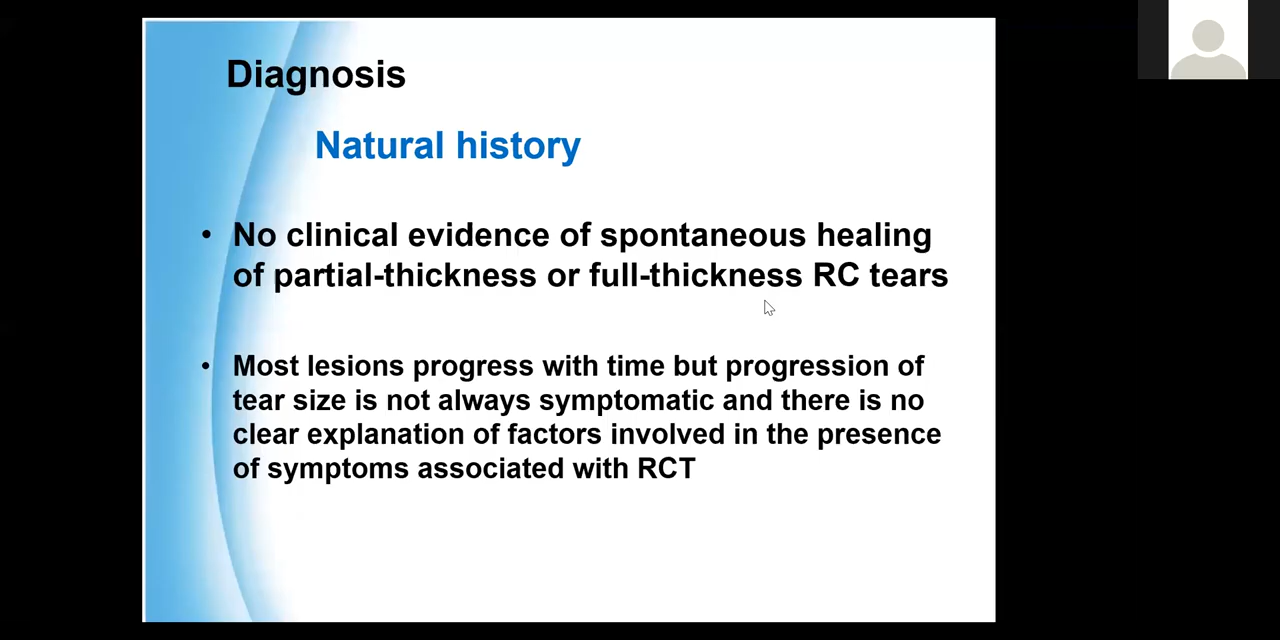 Diagnosis
Natural history
• No clinical evidence of spontaneous healing
of partial-thickness or full-thickness RC tears
• Most lesions progress with time but progression of
tear size is not always symptomatic and there is no
clear explanation of factors involved in the presence
of symptoms associated with RCT